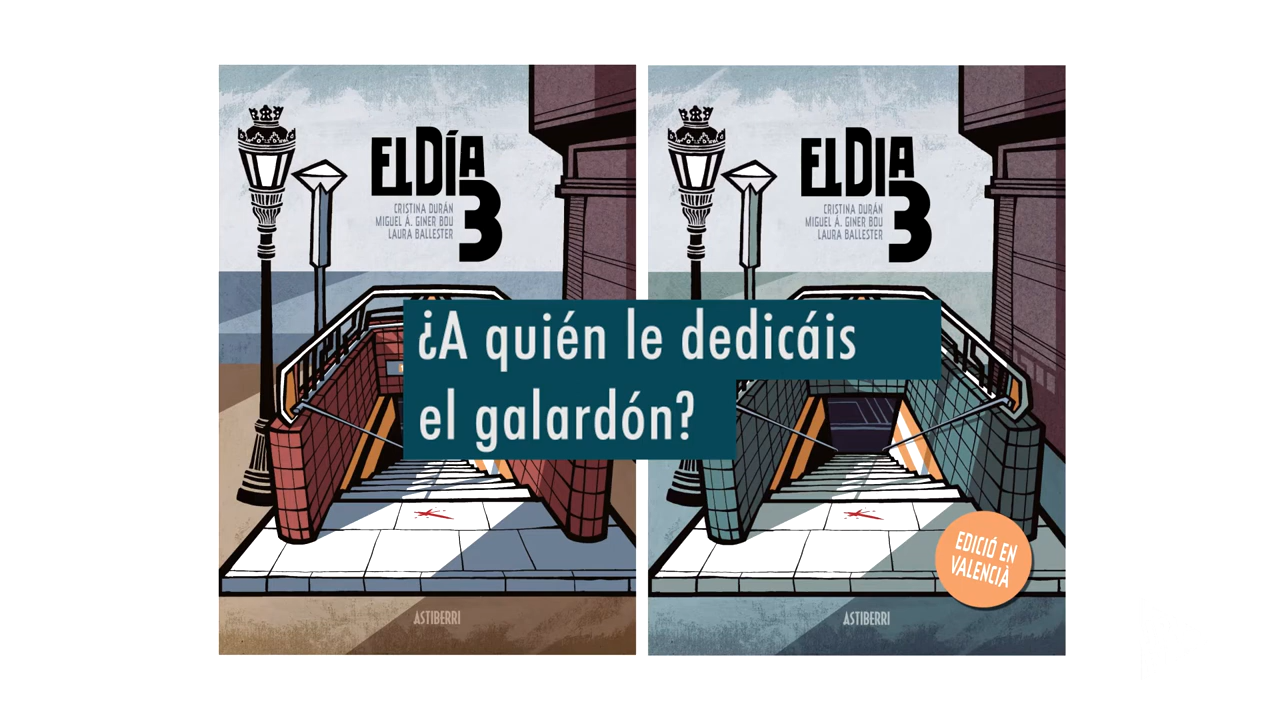 EL DÍA
3
CRISTINA DURÁN
MIGUEL Á. GINER BOU
LAURA BALLESTER
ASTIBERRI
EL DIA
3
CRISTINA DURÁN
MIGUEL Á. GINER BOU
LAURA BALLESTER
EDICIÓ EN
VALENCIÀ
ASTIBERRI
¿A quién le dedicáis
el galardón?